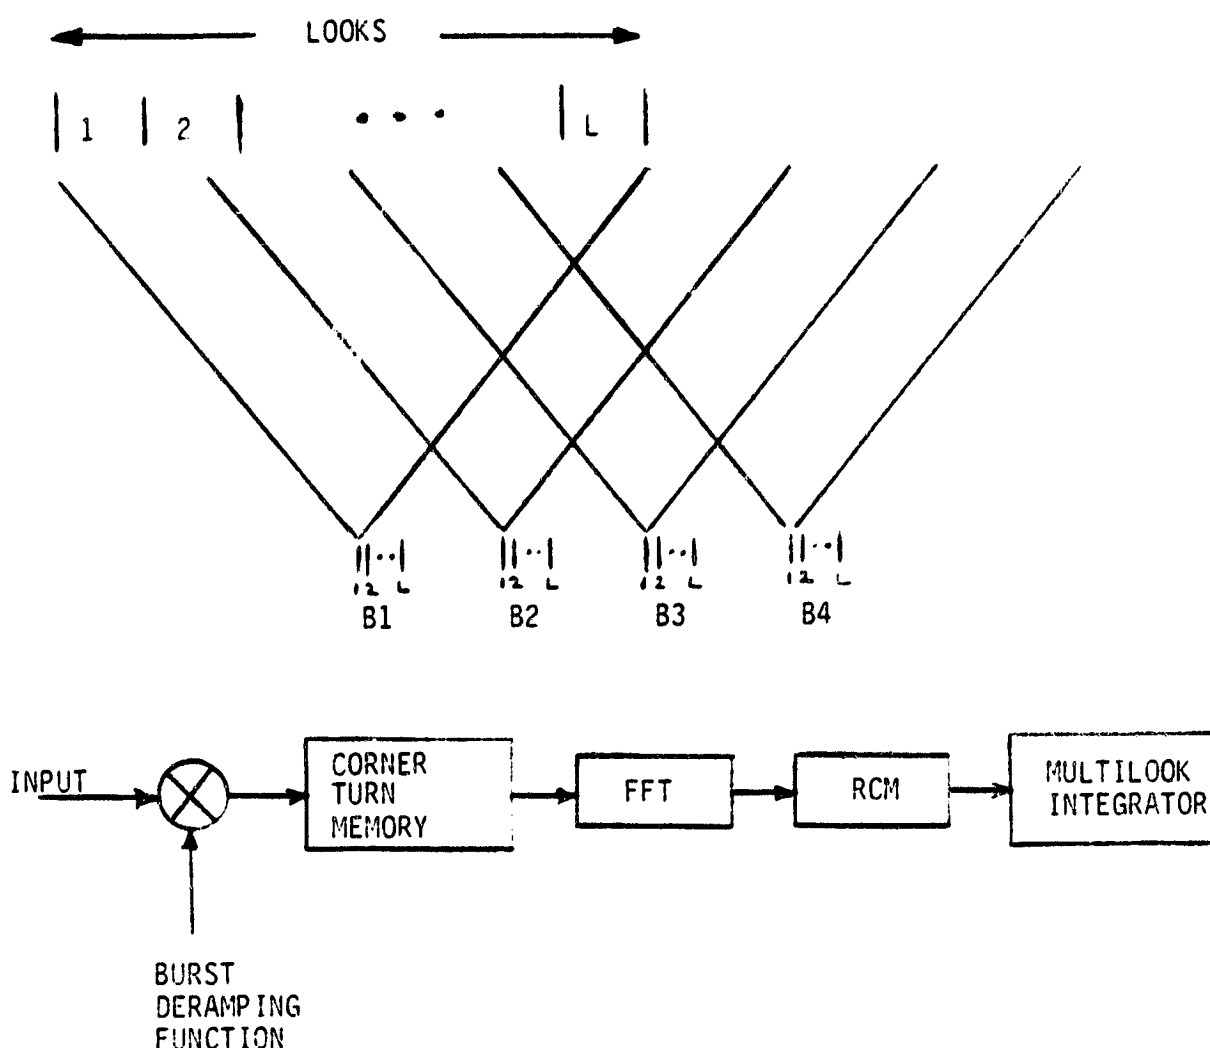 LOOKS
1 2 • • • L
1 2 L
1 2 L
1 2 L
1 2 L
B1 B2 B3 B4
INPUT
CORNER
TURN
MEMORY
FFT
RCM
MULTILOOK
INTEGRATOR
BURST
DERAMPING
FUNCTION